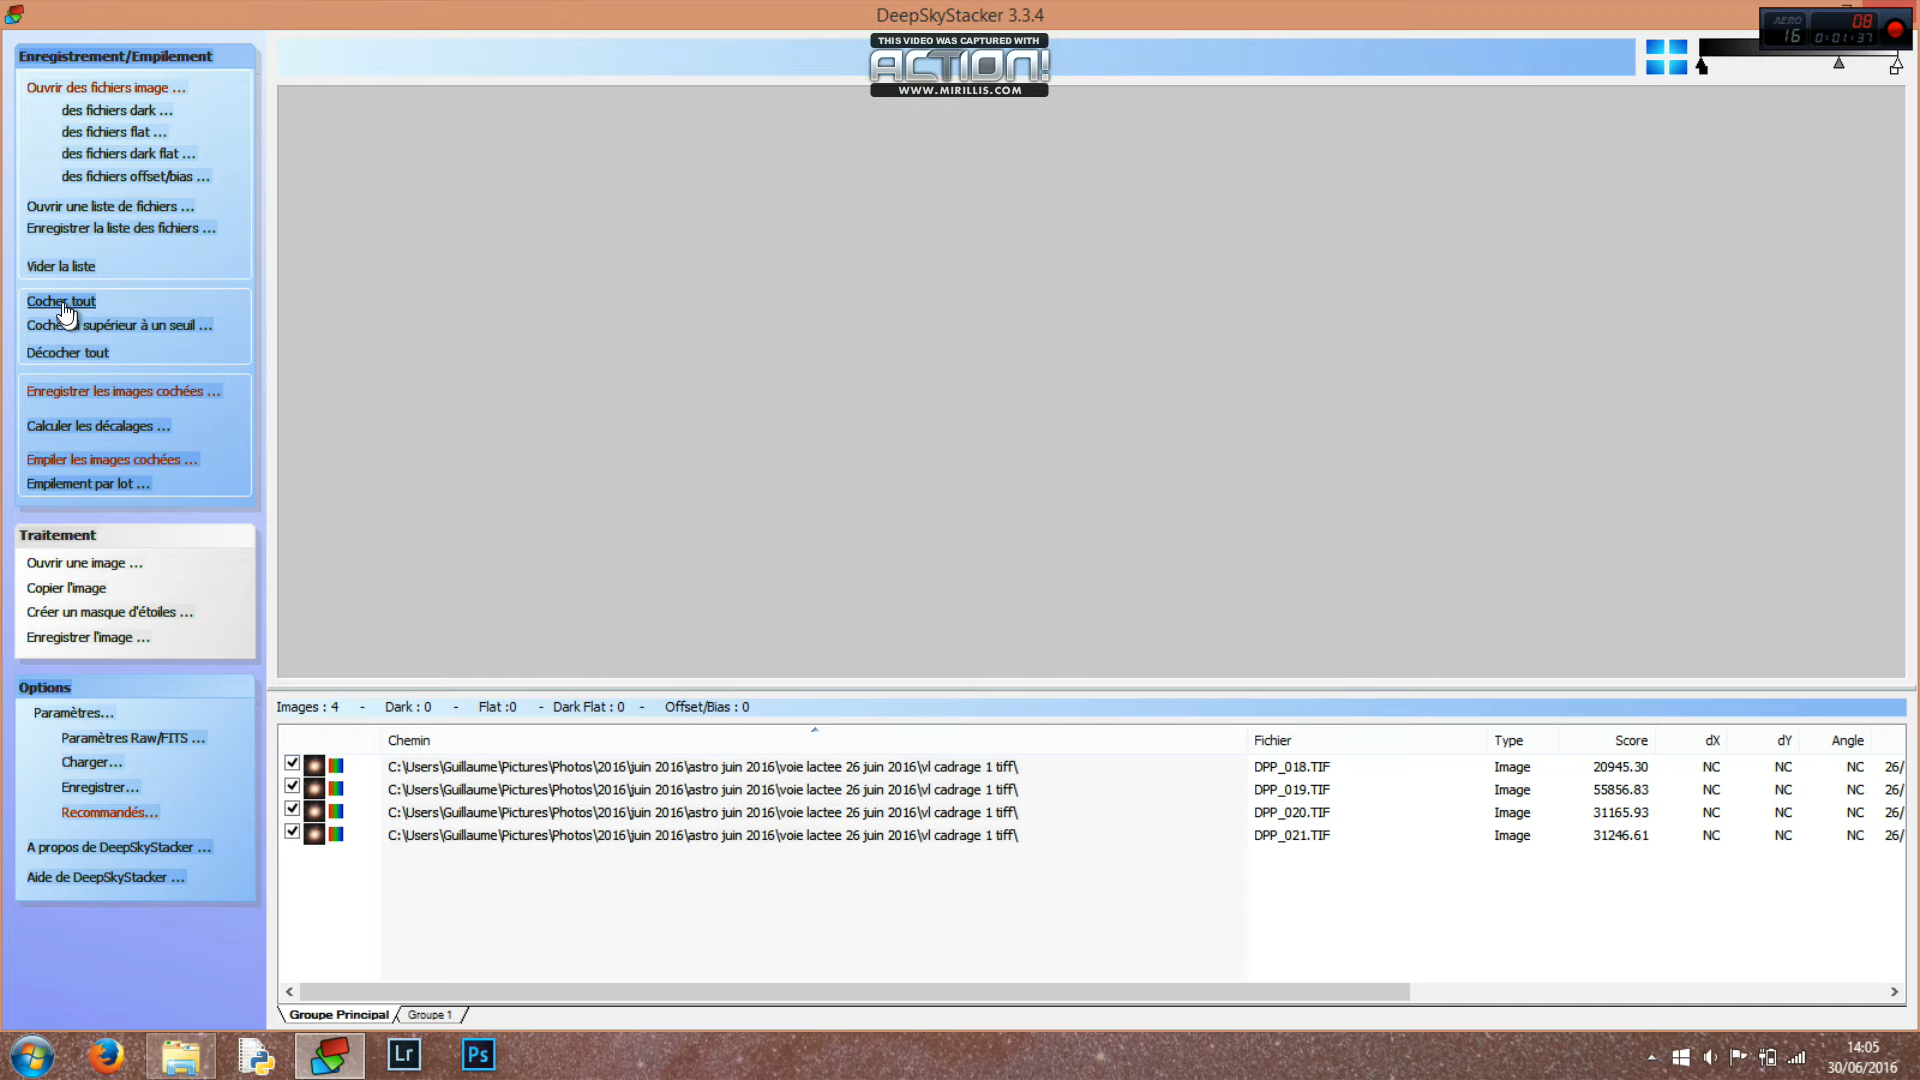 DeepSkyStacker 3.3.4
AERO
16
08
0:01:37
THIS VIDEO WAS CAPTURED WITH
ACTION!
WWW.MIRILLIS.COM
Enregistrement/Empilement
Ouvrir des fichiers image ...
des fichiers dark ...
des fichiers flat ...
des fichiers dark flat ...
des fichiers offset/bias ...
Ouvrir une liste de fichiers ...
Enregistrer la liste des fichiers ...
Vider la liste
Cocher tout
supérieur à un seuil ...
Décocher tout
Enregistrer les images cochées ...
Calculer les décalages ...
Empiler les images cochées ...
Empilement par lot ...
Traitement
Ouvrir une image ...
Copier l'image
Créer un masque d'étoiles ...
Enregistrer l'image ...
Options
Paramètres...
Paramètres Raw/FITS ...
Charger...
Enregistrer...
Recommandés...
A propos de DeepSkyStacker ...
Aide de DeepSkyStacker ...
Images : 4 - Dark : 0 - Flat :0 - Dark Flat : 0 - Offset/Bias : 0
Chemin Fichier Type Score dX dY Angle
C:\Users\Guillaume\Pictures\Photos\2016\juin 2016\astro juin 2016\voie lactee 26 juin 2016\vl cadrage 1 tiff\ DPP_018.TIF Image 20945.30 NC NC NC 26/
C:\Users\Guillaume\Pictures\Photos\2016\juin 2016\astro juin 2016\voie lactee 26 juin 2016\vl cadrage 1 tiff\ DPP_019.TIF Image 55856.83 NC NC NC 26/
C:\Users\Guillaume\Pictures\Photos\2016\juin 2016\astro juin 2016\voie lactee 26 juin 2016\vl cadrage 1 tiff\ DPP_020.TIF Image 31165.93 NC NC NC 26/
C:\Users\Guillaume\Pictures\Photos\2016\juin 2016\astro juin 2016\voie lactee 26 juin 2016\vl cadrage 1 tiff\ DPP_021.TIF Image 31246.61 NC NC NC 26/
Groupe Principal Groupe 1
Lr
Ps
14:05
30/06/2016